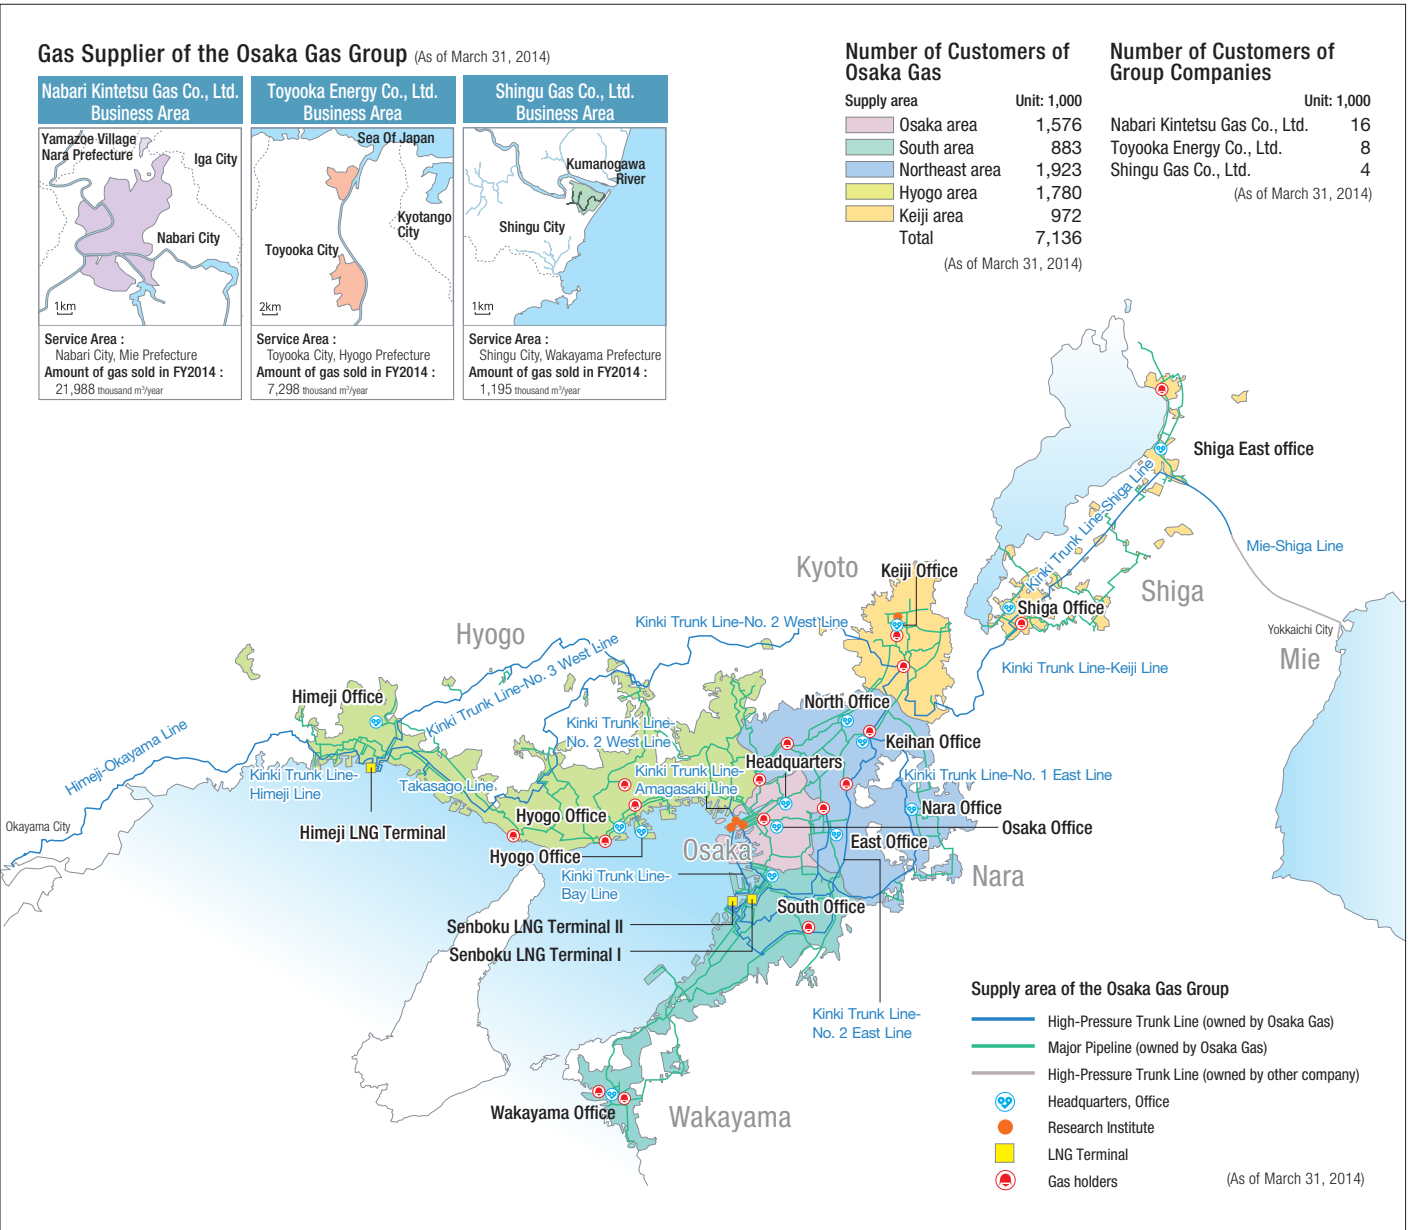 Gas Supplier of the Osaka Gas Group (As of March 31, 2014)
Nabari Kintetsu Gas Co., Ltd.
Business Area
Yamazoe Village
Nara Prefecture
Iga City
Nabari City
1km
Service Area :
Nabari City, Mie Prefecture
Amount of gas sold in FY2014 :
21,988 thousand m³/year
Toyooka Energy Co., Ltd.
Business Area
Sea Of Japan
Kyotango
City
Toyooka City
2km
Service Area :
Toyooka City, Hyogo Prefecture
Amount of gas sold in FY2014 :
7,298 thousand m³/year
Shingu Gas Co., Ltd.
Business Area
Kumanogawa
River
Shingu City
1km
Service Area :
Shingu City, Wakayama Prefecture
Amount of gas sold in FY2014 :
1,195 thousand m³/year
Number of Customers of
Osaka Gas
Supply area Unit: 1,000
Osaka area 1,576
South area 883
Northeast area 1,923
Hyogo area 1,780
Keiji area 972
Total 7,136
(As of March 31, 2014)
Number of Customers of
Group Companies
Unit: 1,000
Nabari Kintetsu Gas Co., Ltd. 16
Toyooka Energy Co., Ltd. 8
Shingu Gas Co., Ltd. 4
(As of March 31, 2014)
Shiga East office
Kinki Trunk Line-Shiga Line
Mie-Shiga Line
Kyoto
Keiji Office
Shiga
Shiga Office
Kinki Trunk Line-No. 2 West Line
Yokkaichi City
Mie
Hyogo
Kinki Trunk Line-No. 3 West Line
Kinki Trunk Line-Keiji Line
Himeji Office
North Office
Himeji-Okayama Line
Kinki Trunk Line-
No. 2 West Line
Keihan Office
Headquarters
Kinki Trunk Line-
Himeji Line
Takasago Line
Kinki Trunk Line-
Amagasaki Line
Kinki Trunk Line-No. 1 East Line
Nara Office
Okayama City
Himeji LNG Terminal
Hyogo Office
Osaka Office
East Office
Osaka
Hyogo Office
Nara
Kinki Trunk Line-
Bay Line
South Office
Senboku LNG Terminal II
Senboku LNG Terminal I
Kinki Trunk Line-
No. 2 East Line
Wakayama Office
Wakayama
Supply area of the Osaka Gas Group
High-Pressure Trunk Line (owned by Osaka Gas)
Major Pipeline (owned by Osaka Gas)
High-Pressure Trunk Line (owned by other company)
Headquarters, Office
Research Institute
LNG Terminal
Gas holders
(As of March 31, 2014)